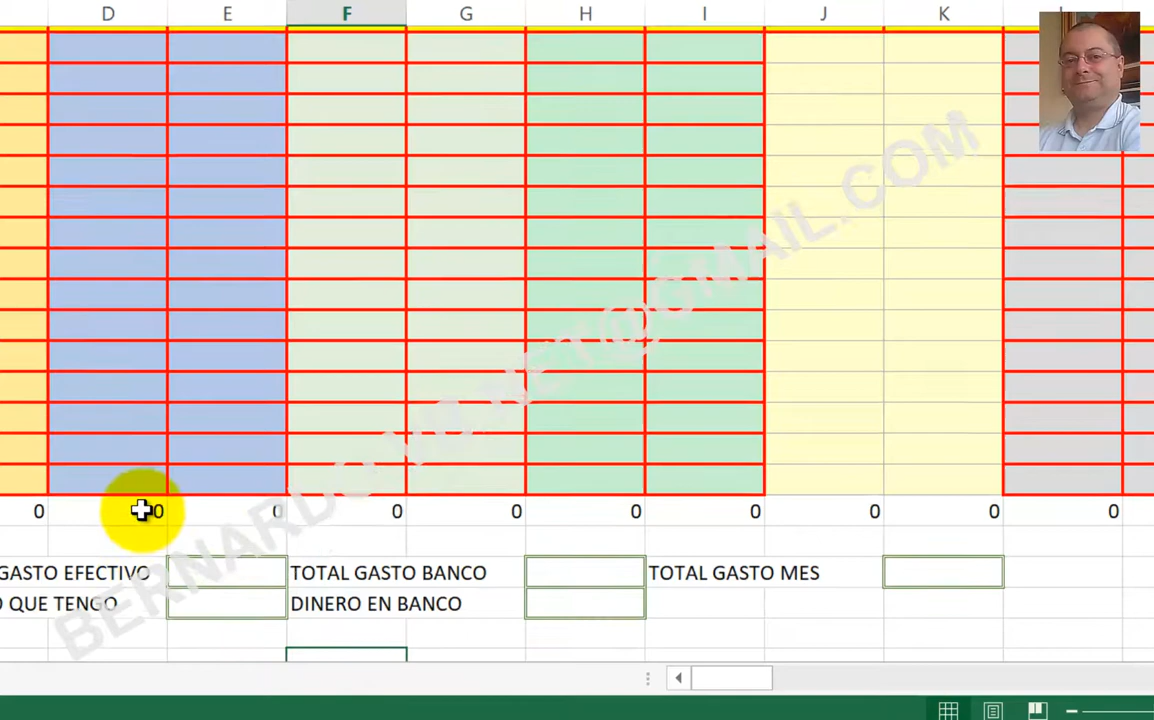 D E F G H I J K
0 0 0 0 0 0 0 0 0 0
GASTO EFECTIVO TOTAL GASTO BANCO TOTAL GASTO MES
O QUE TENGO DINERO EN BANCO